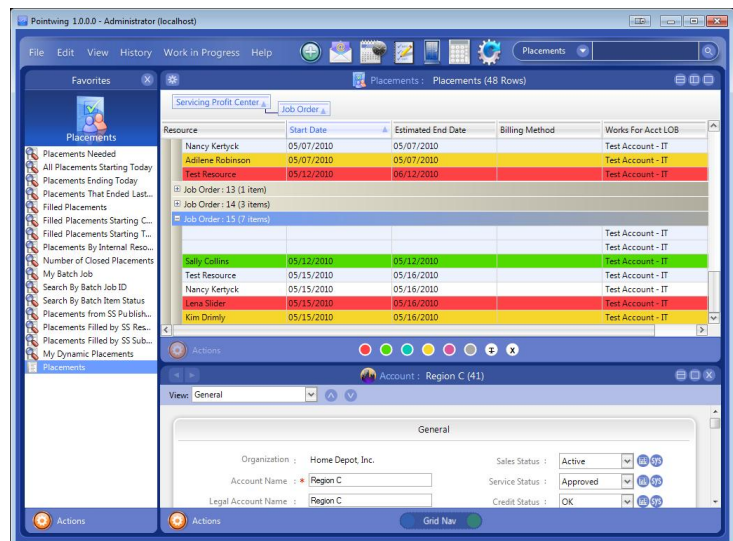 Pointwing 1.0.0.0 - Administrator (localhost)
File Edit View History Work in Progress Help Placements
Favorites
Placements
Placements Needed
All Placements Starting Today
Placements Ending Today
Placements That Ended Last...
Filled Placements
Filled Placements Starting C...
Filled Placements Starting T...
Placements By Internal Reso...
Number of Closed Placements
My Batch Job
Search By Batch Job ID
Search By Batch Item Status
Placements from SS Publish...
Placements Filled by SS Res...
Placements Filled by SS Sub...
My Dynamic Placements
Placements
Actions
Placements : Placements (48 Rows)
Servicing Profit Center
Job Order
Resource Start Date Estimated End Date Billing Method Works For Acct LOB
Nancy Kertyck 05/07/2010 05/07/2010 Test Account - IT
Adilene Robinson 05/07/2010 05/07/2010 Test Account - IT
Test Resource 05/12/2010 06/12/2010 Test Account - IT
Job Order : 13 (1 item)
Job Order : 14 (3 items)
Job Order : 15 (7 items)
Test Account - IT
Test Account - IT
Sally Collins 05/12/2010 05/12/2010 Test Account - IT
Test Resource 05/15/2010 05/16/2010 Test Account - IT
Nancy Kertyck 05/15/2010 05/16/2010 Test Account - IT
Lena Slider 05/15/2010 05/16/2010 Test Account - IT
Kim Drimly 05/15/2010 05/16/2010 Test Account - IT
Actions
Account : Region C (41)
View: General
General
Organization : Home Depot, Inc. Sales Status : Active
Account Name : * Region C Service Status : Approved
Legal Account Name : Region C Credit Status : OK
Actions Grid Nav